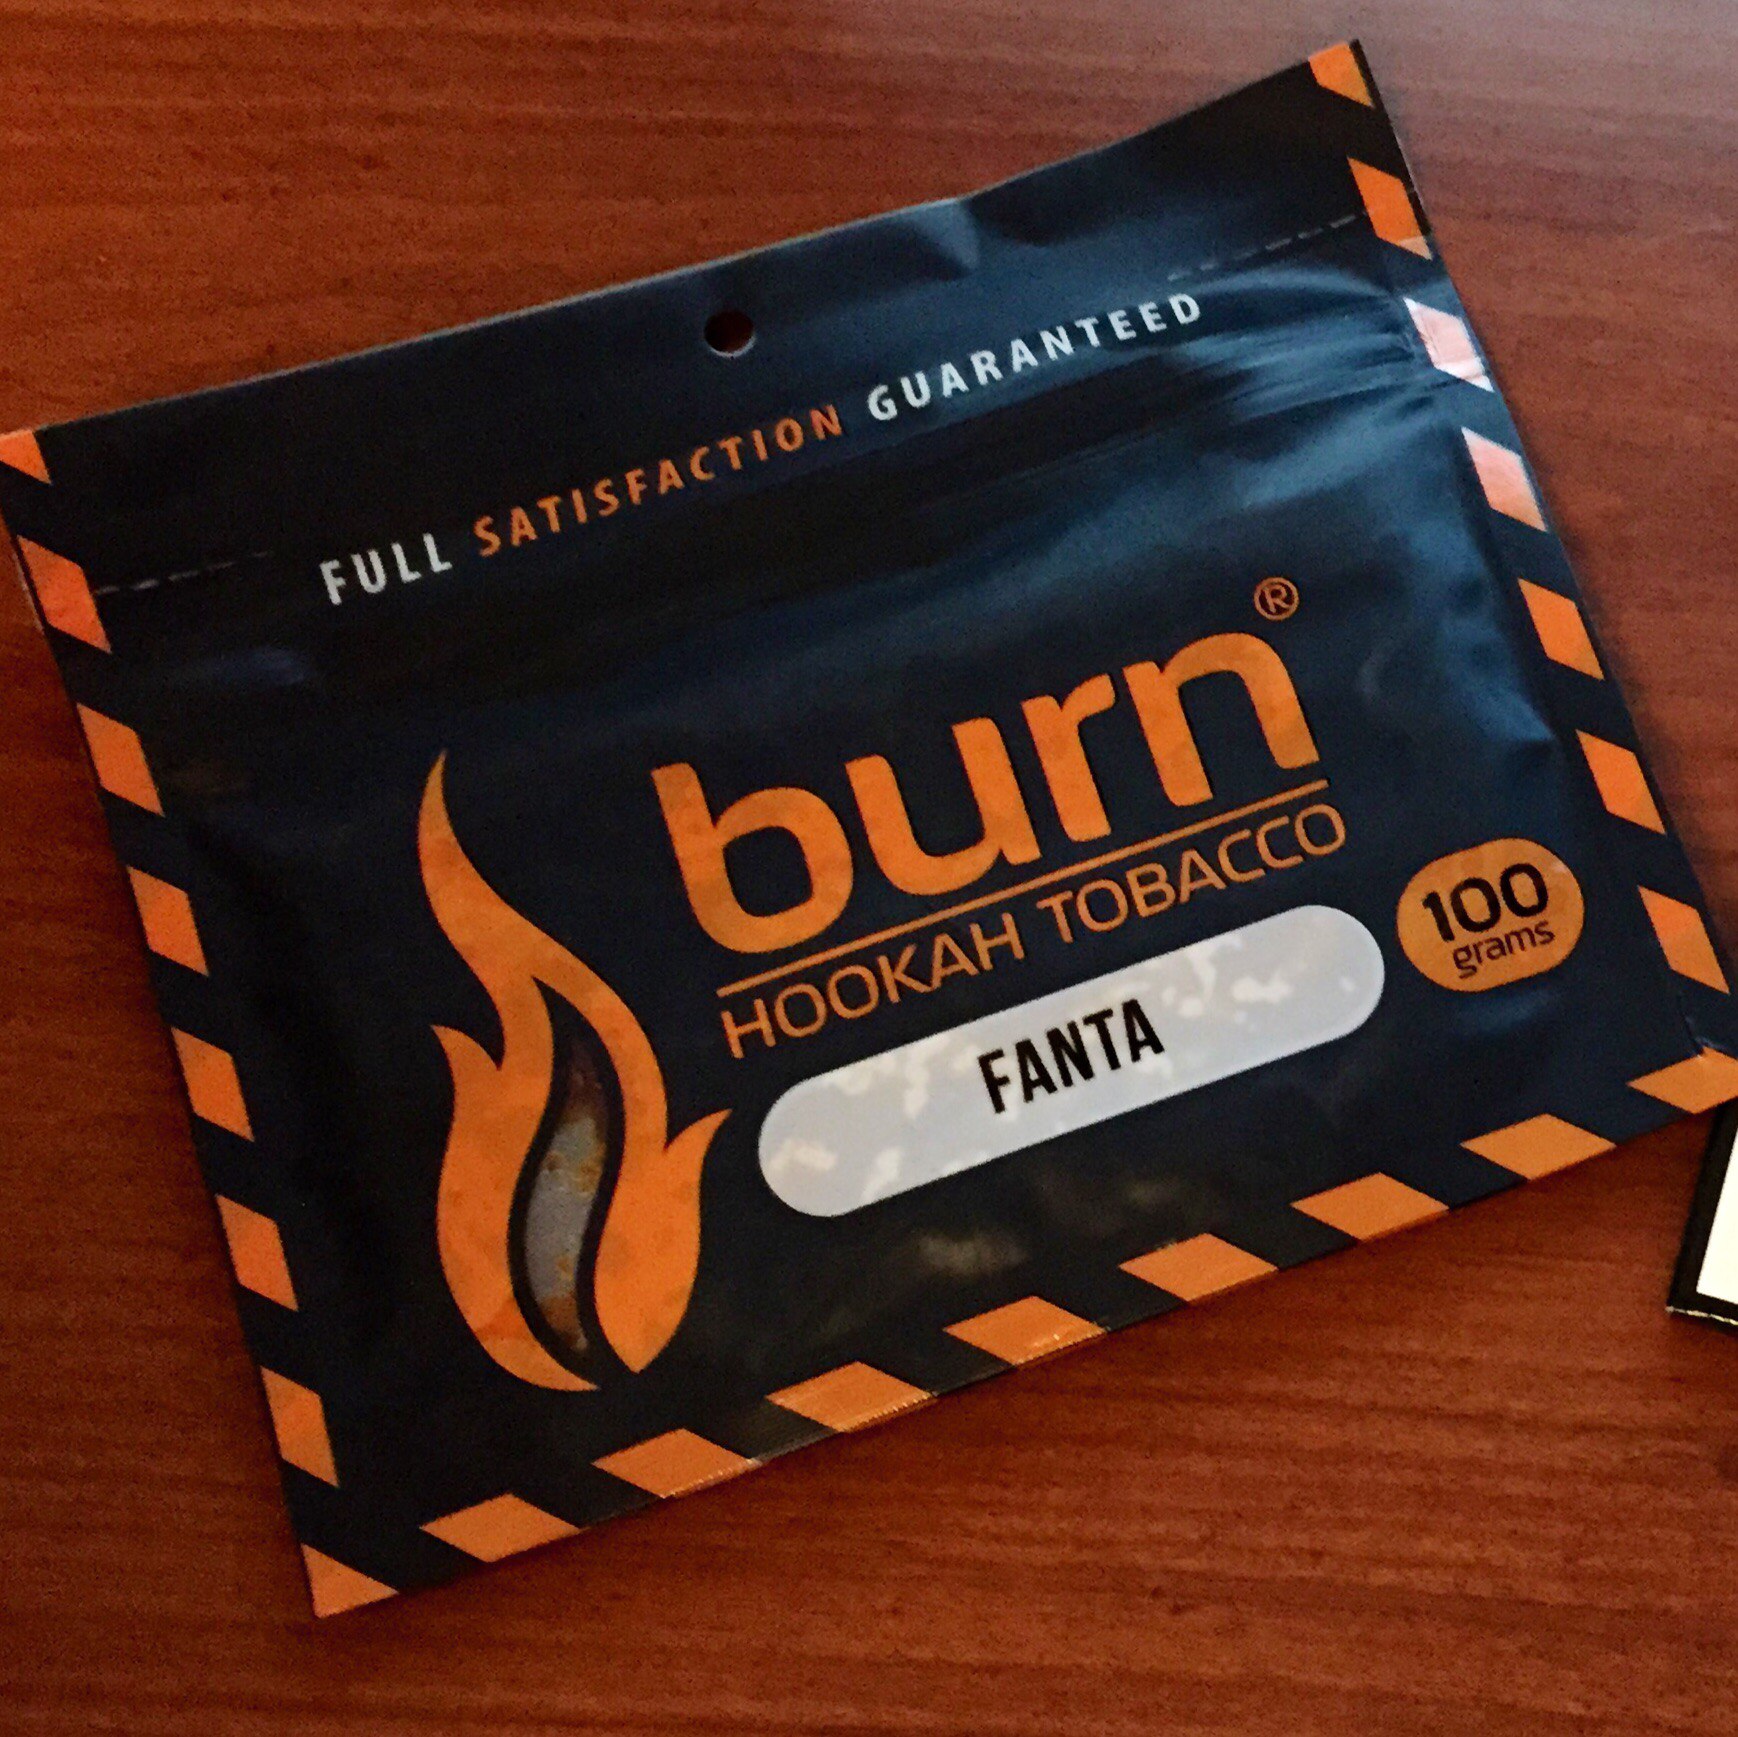 FULL SATISFACTION GUARANTEED
burn®
HOOKAH TOBACCO
100
grams
FANTA